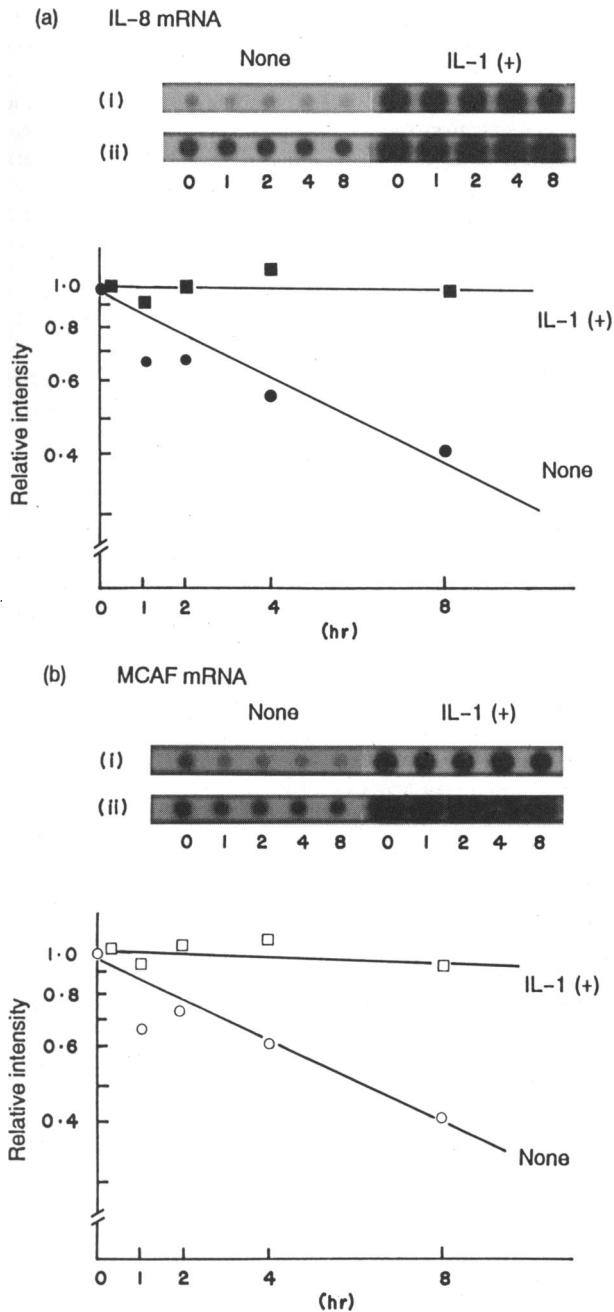 (a) IL-8 mRNA
None IL-1 (+)
(i)
(ii)
0 1 2 4 8 0 1 2 4 8
1·0
0·8
0·6
0·4
Relative intensity
IL-1 (+)
None
0 1 2 4 8
(hr)
(b) MCAF mRNA
None IL-1 (+)
(i)
(ii)
0 1 2 4 8 0 1 2 4 8
1·0
0·8
0·6
0·4
Relative intensity
IL-1 (+)
None
0 1 2 4 8
(hr)